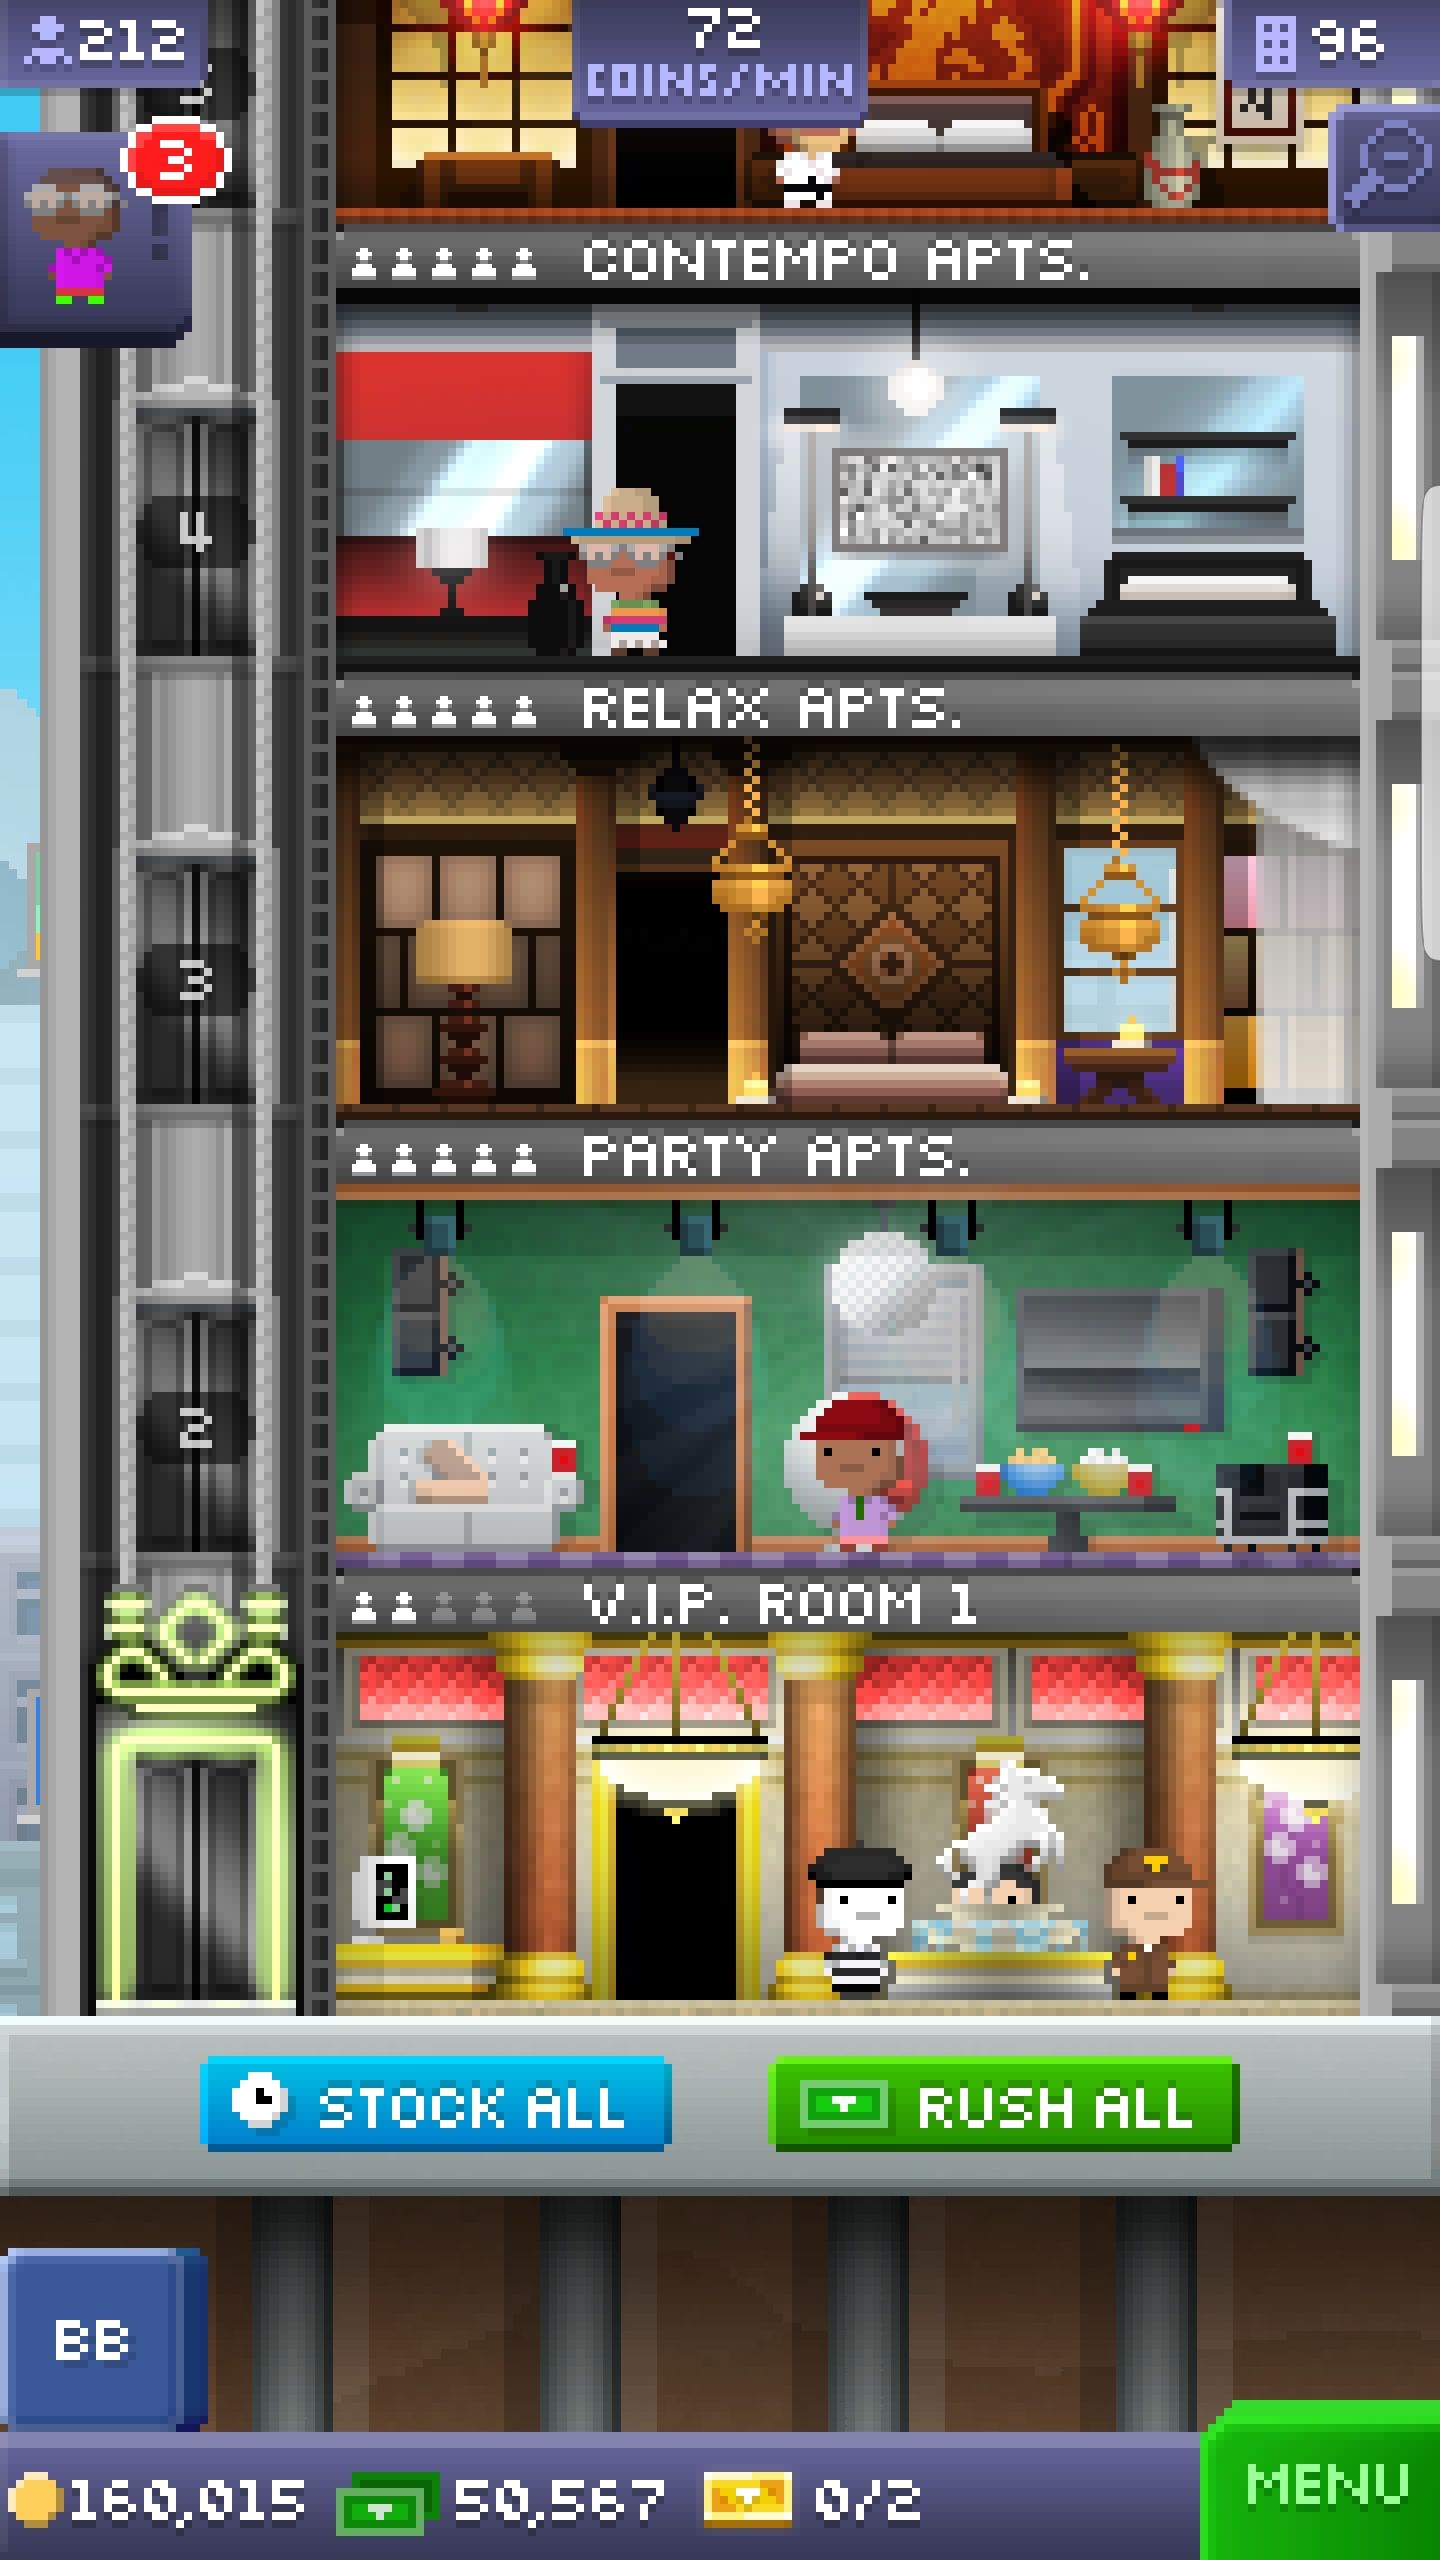 212
72
COINS/MIN
96
3
CONTEMPO APTS.
4
RELAX APTS.
3
PARTY APTS.
2
V.I.P. ROOM 1
STOCK ALL
RUSH ALL
BB
160,015
50,567
0/2
MENU